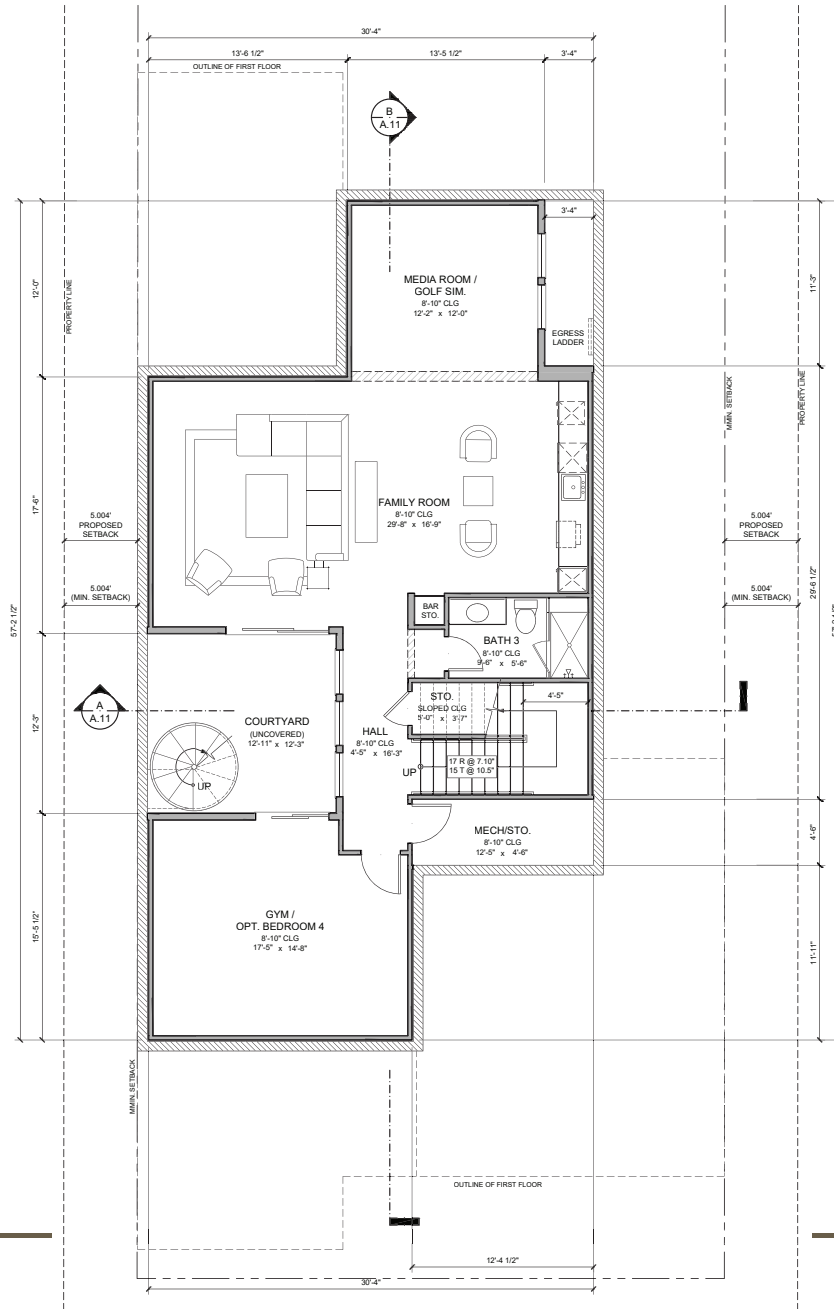 30'-4"
13'-6 1/2"
13'-5 1/2"
3'-4"
OUTLINE OF FIRST FLOOR
B
A.11
3'-4"
12'-0"
11'-3"
PROPERTY LINE
MEDIA ROOM /
GOLF SIM.
8'-10" CLG
12'-2" x 12'-0"
EGRESS
LADDER
MMIN. SETBACK
PROPERTY LINE
17'-6"
FAMILY ROOM
8'-10" CLG
29'-8" x 16'-9"
5.004'
PROPOSED
SETBACK
5.004'
PROPOSED
SETBACK
5.004'
(MIN. SETBACK)
5.004'
(MIN. SETBACK)
29'-6 1/2"
57'-2 1/2"
57'-2 1/2"
BAR
STO.
BATH 3
8'-10" CLG
9'-6" x 5'-6"
A
A.11
12'-3"
COURTYARD
(UNCOVERED)
12'-11" x 12'-3"
UP
HALL
8'-10" CLG
4'-5" x 16'-3"
STO.
SLOPED CLG
5'-0" x 3'-7"
4'-5"
UP
17 R @ 7.10"
15 T @ 10.5"
MECH/STO.
8'-10" CLG
12'-5" x 4'-6"
4'-6"
15'-5 1/2"
GYM /
OPT. BEDROOM 4
8'-10" CLG
17'-5" x 14'-8"
11'-11"
MMIN. SETBACK
OUTLINE OF FIRST FLOOR
12'-4 1/2"
30'-4"